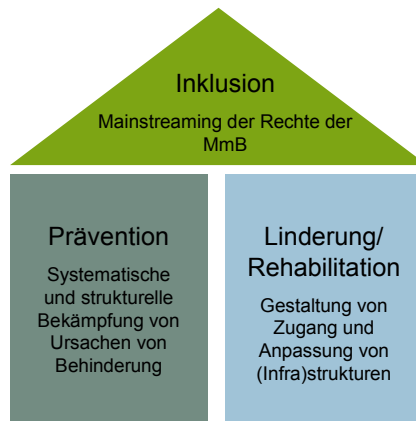 Inklusion
Mainstreaming der Rechte der
MmB
Prävention
Systematische
und strukturelle
Bekämpfung von
Ursachen von
Behinderung
Linderung/
Rehabilitation
Gestaltung von
Zugang und
Anpassung von
(Infra)strukturen